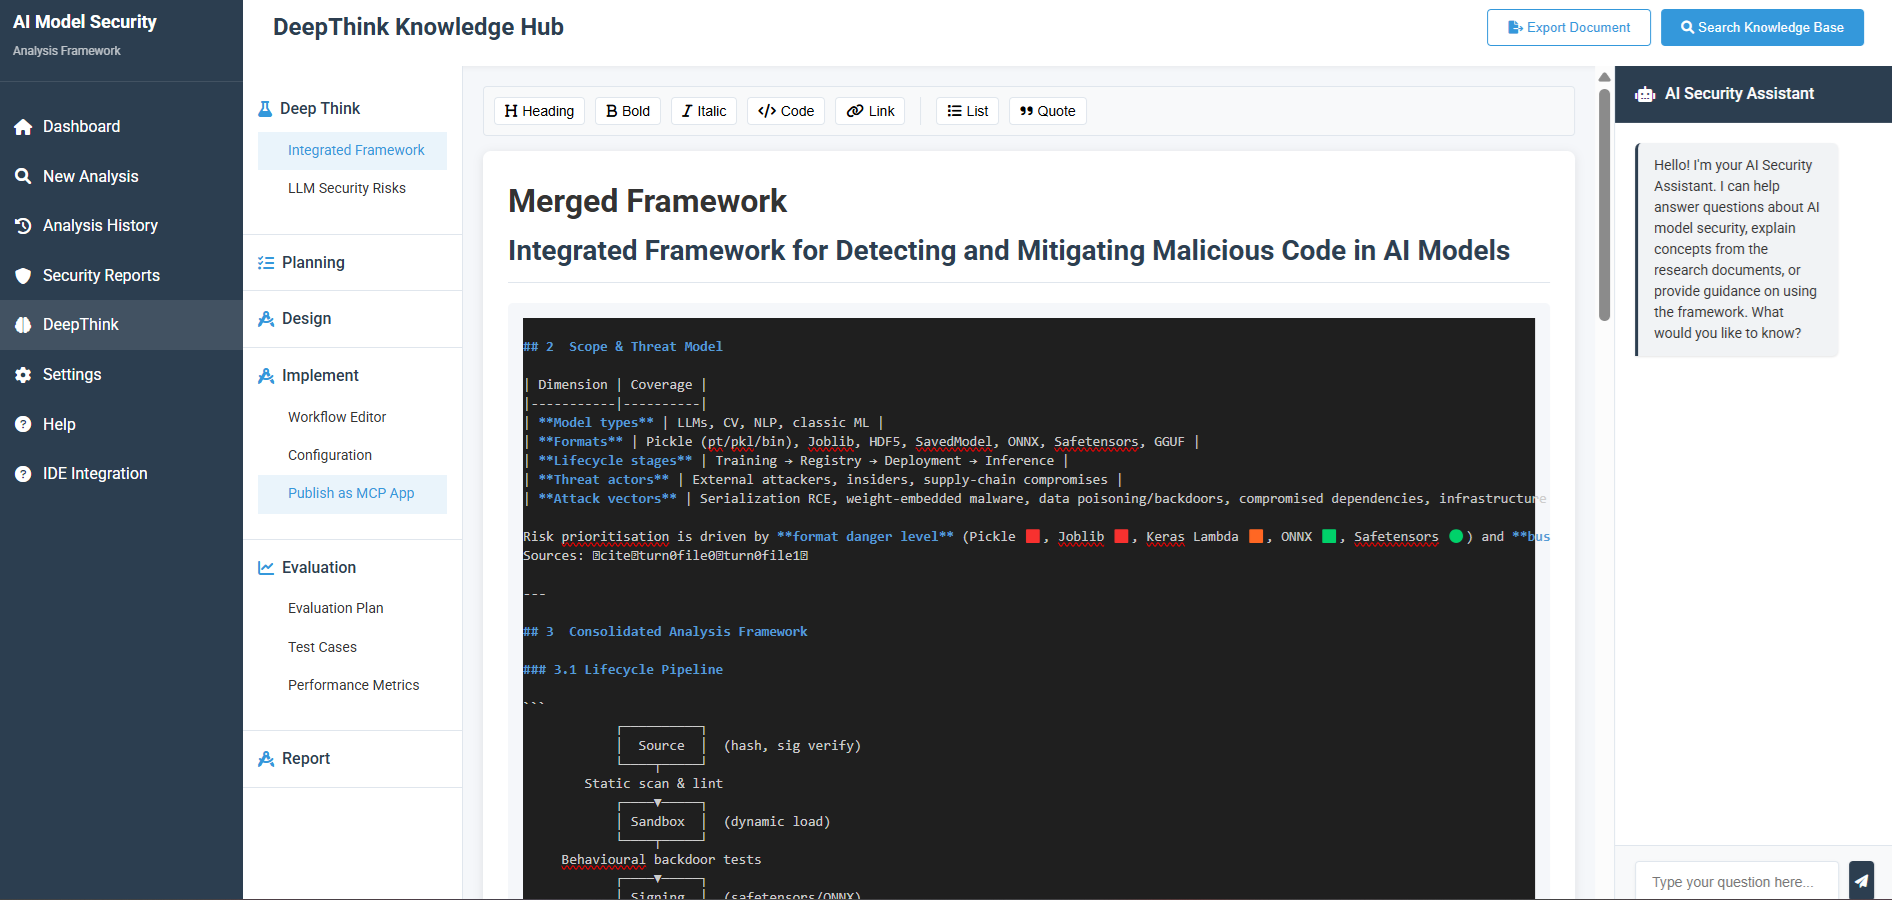 AI Model Security
Analysis Framework
Dashboard
New Analysis
Analysis History
Security Reports
DeepThink
Settings
Help
IDE Integration
DeepThink Knowledge Hub
Export Document
Search Knowledge Base
Deep Think
Integrated Framework
LLM Security Risks
Planning
Design
Implement
Workflow Editor
Configuration
Publish as MCP App
Evaluation
Evaluation Plan
Test Cases
Performance Metrics
Report
Heading
Bold
Italic
Code
Link
List
Quote
Merged Framework
Integrated Framework for Detecting and Mitigating Malicious Code in AI Models
## 2  Scope & Threat Model
| Dimension | Coverage |
|-----------|----------|
| **Model types** | LLMs, CV, NLP, classic ML |
| **Formats** | Pickle (pt/pkl/bin), Joblib, HDF5, SavedModel, ONNX, Safetensors, GGUF |
| **Lifecycle stages** | Training → Registry → Deployment → Inference |
| **Threat actors** | External attackers, insiders, supply-chain compromises |
| **Attack vectors** | Serialization RCE, weight-embedded malware, data poisoning/backdoors, compromised dependencies, infrastructure
Risk prioritisation is driven by **format danger level** (Pickle 🟥, Joblib 🟥, Keras Lambda 🟧, ONNX 🟩, Safetensors 🟢) and **bus
Sources: citeturn0file0turn0file1
---
## 3  Consolidated Analysis Framework
### 3.1 Lifecycle Pipeline
```
Source (hash, sig verify)
Static scan & lint
Sandbox (dynamic load)
Behavioural backdoor tests
Signing (safetensors/ONNX)
AI Security Assistant
Hello! I'm your AI Security
Assistant. I can help
answer questions about AI
model security, explain
concepts from the
research documents, or
provide guidance on using
the framework. What
would you like to know?
Type your question here...